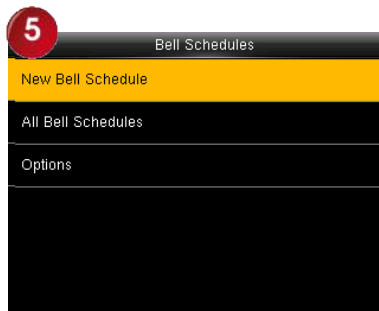 5
Bell Schedules
New Bell Schedule
All Bell Schedules
Options